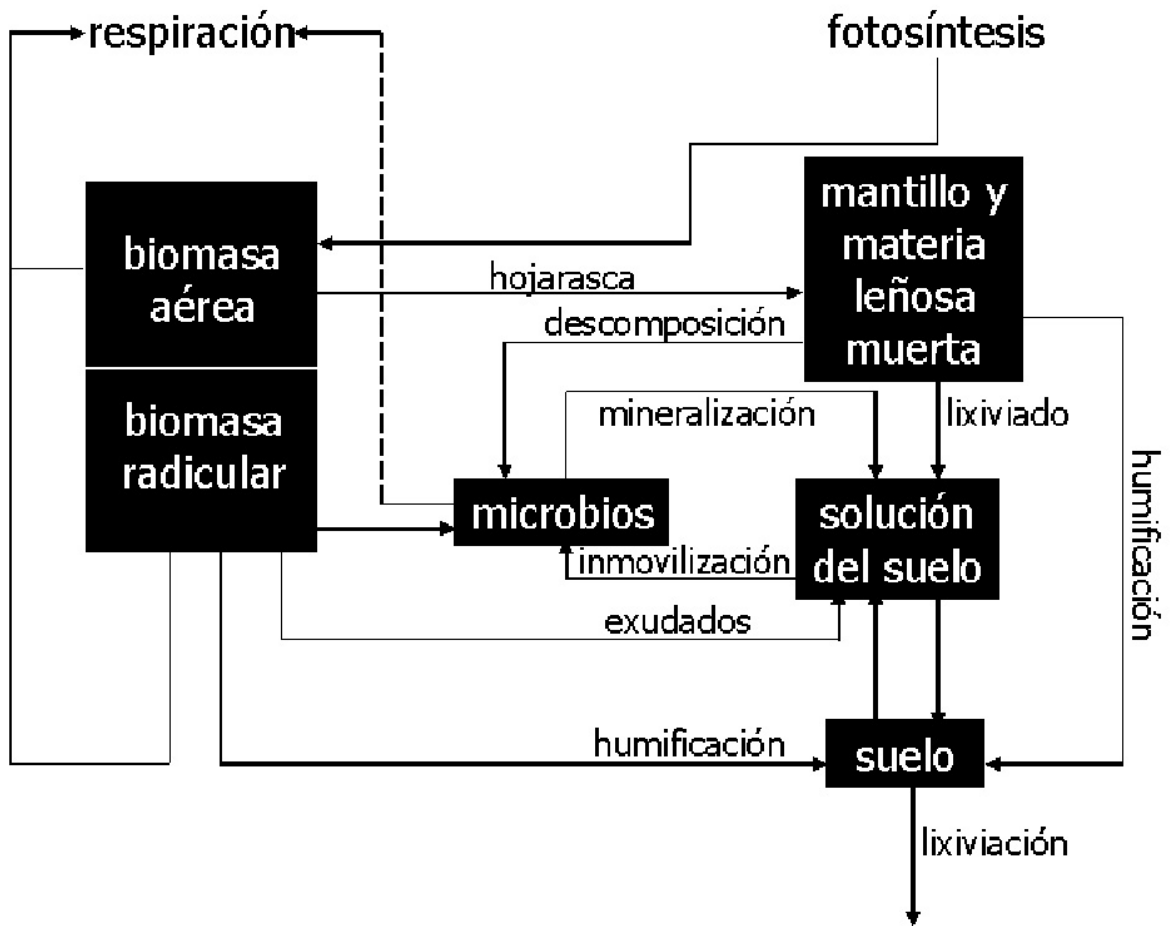 respiración
fotosíntesis
biomasa
aérea
mantillo y
materia
leñosa
muerta
hojarasca
descomposición
biomasa
radicular
mineralización
lixiviado
humificación
microbios
solución
del suelo
inmovilización
exudados
humificación
suelo
lixiviación